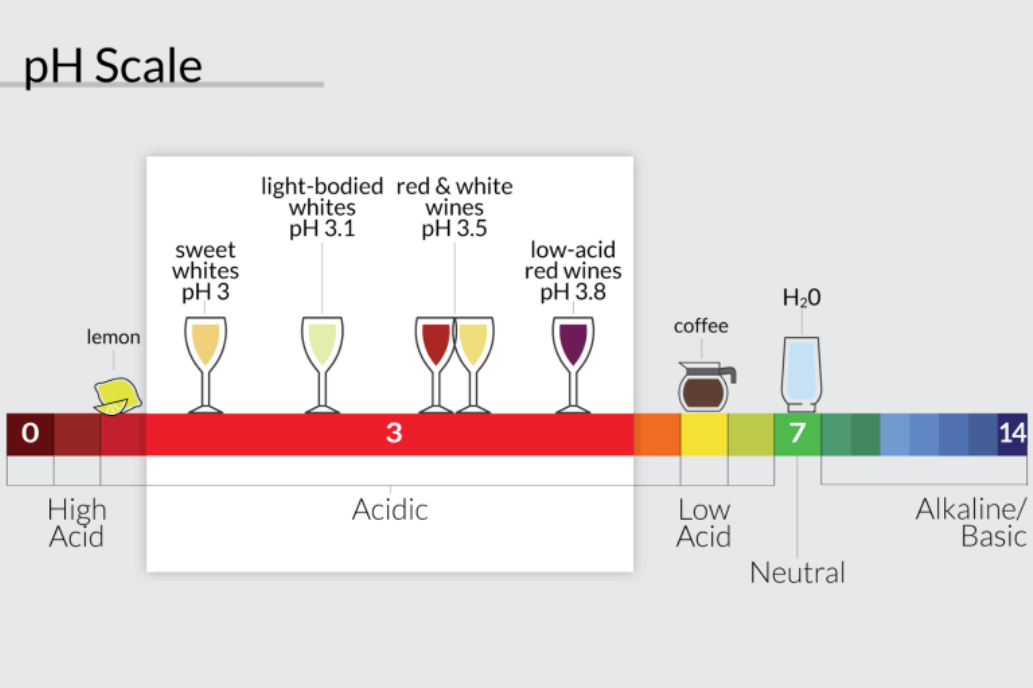 pH Scale
light-bodied
whites
pH 3.1
red & white
wines
pH 3.5
sweet
whites
pH 3
low-acid
red wines
pH 3.8
lemon
coffee
H₂0
0
3
7
14
High
Acid
Acidic
Low
Acid
Neutral
Alkaline/
Basic